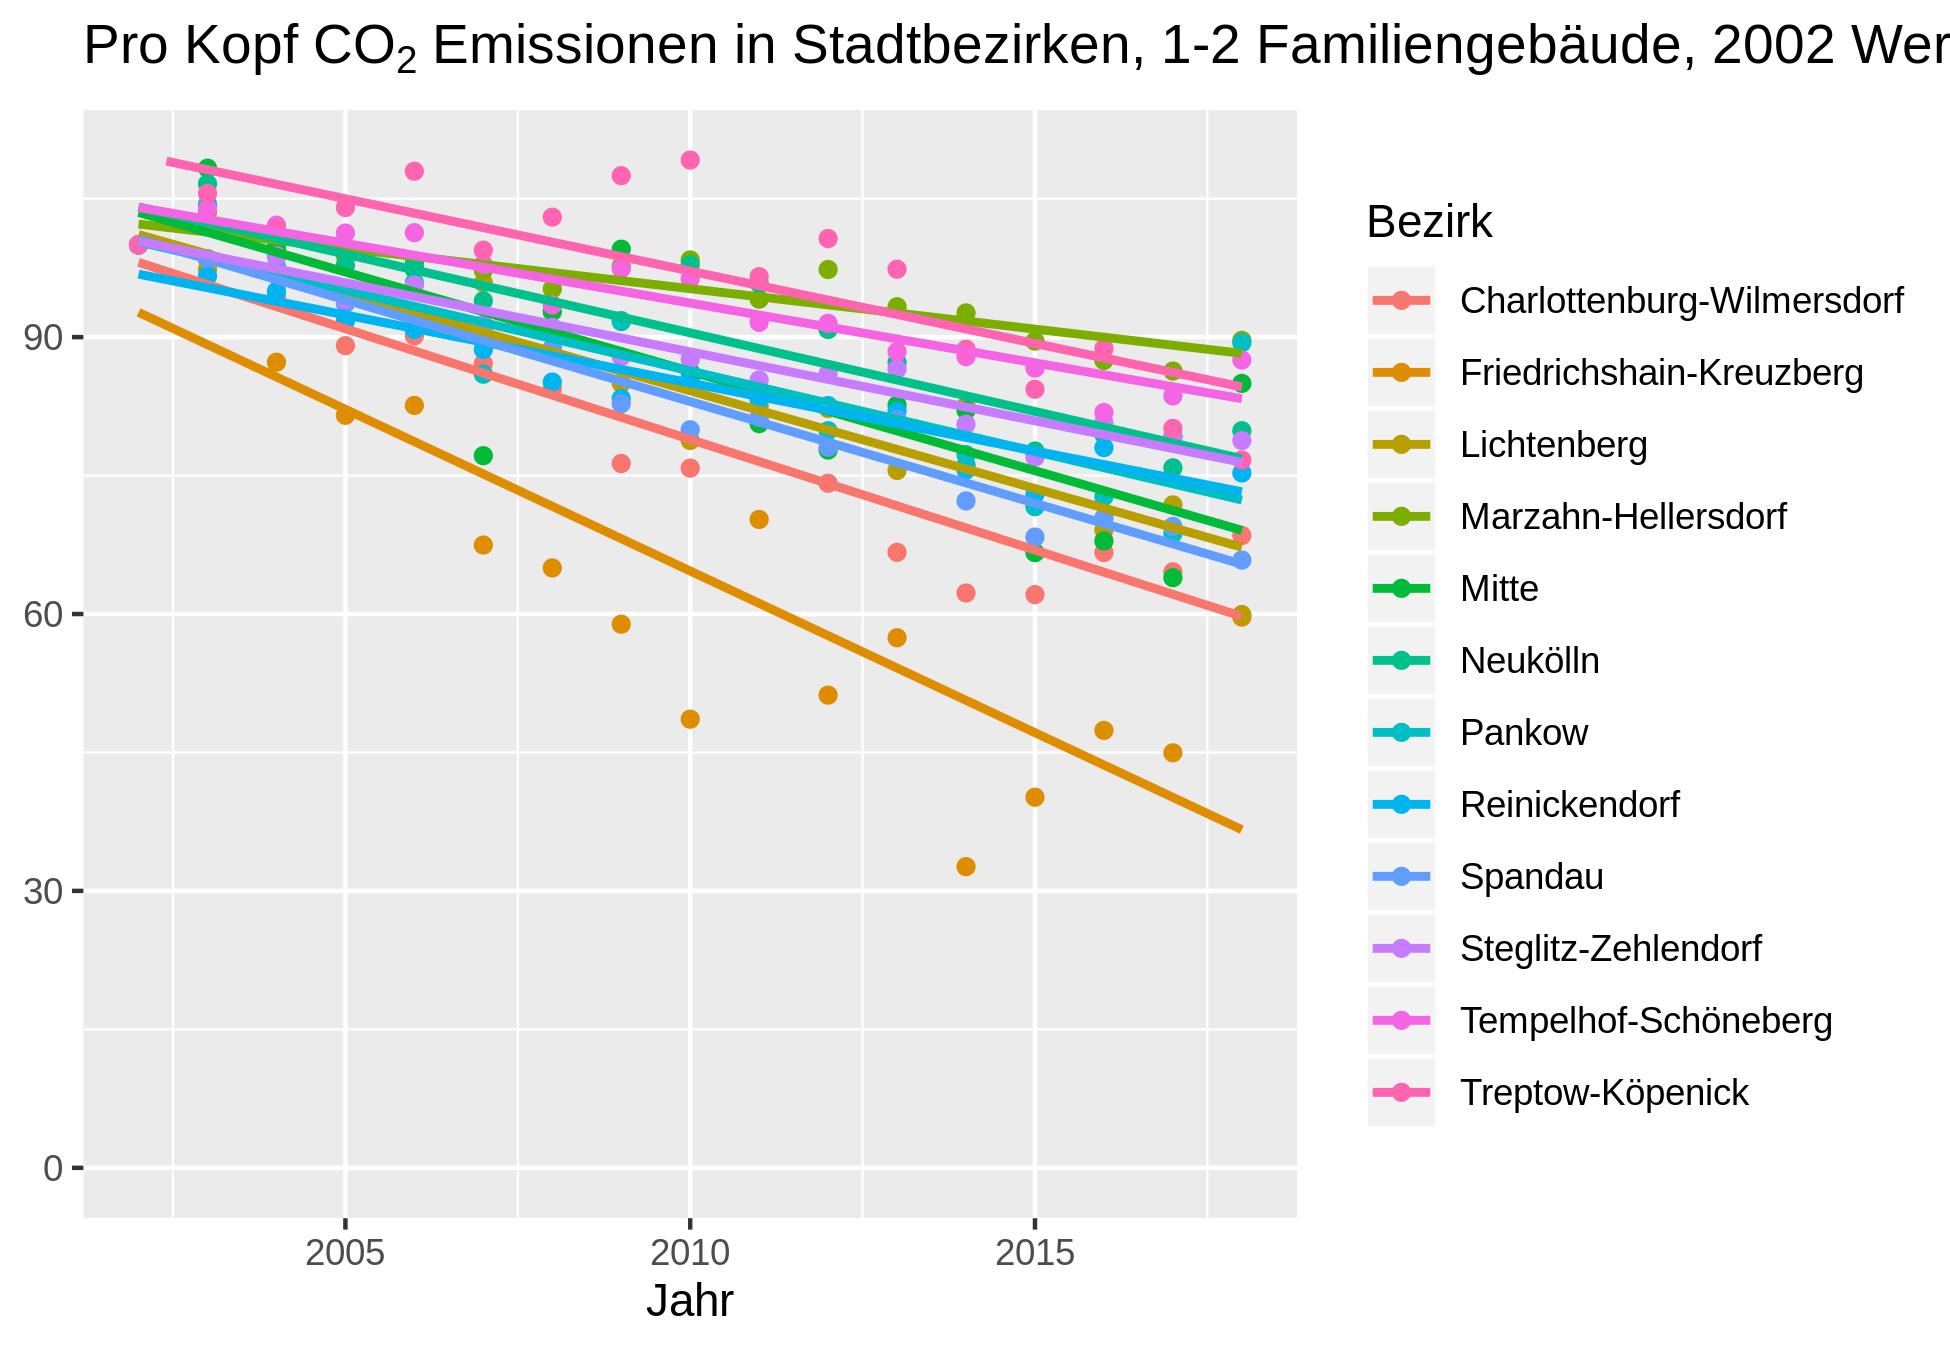 Pro Kopf CO₂ Emissionen in Stadtbezirken, 1-2 Familiengebäude, 2002 Wer
Bezirk
Charlottenburg-Wilmersdorf
Friedrichshain-Kreuzberg
Lichtenberg
Marzahn-Hellersdorf
Mitte
Neukölln
Pankow
Reinickendorf
Spandau
Steglitz-Zehlendorf
Tempelhof-Schöneberg
Treptow-Köpenick
90
60
30
0
2005 2010 2015
Jahr